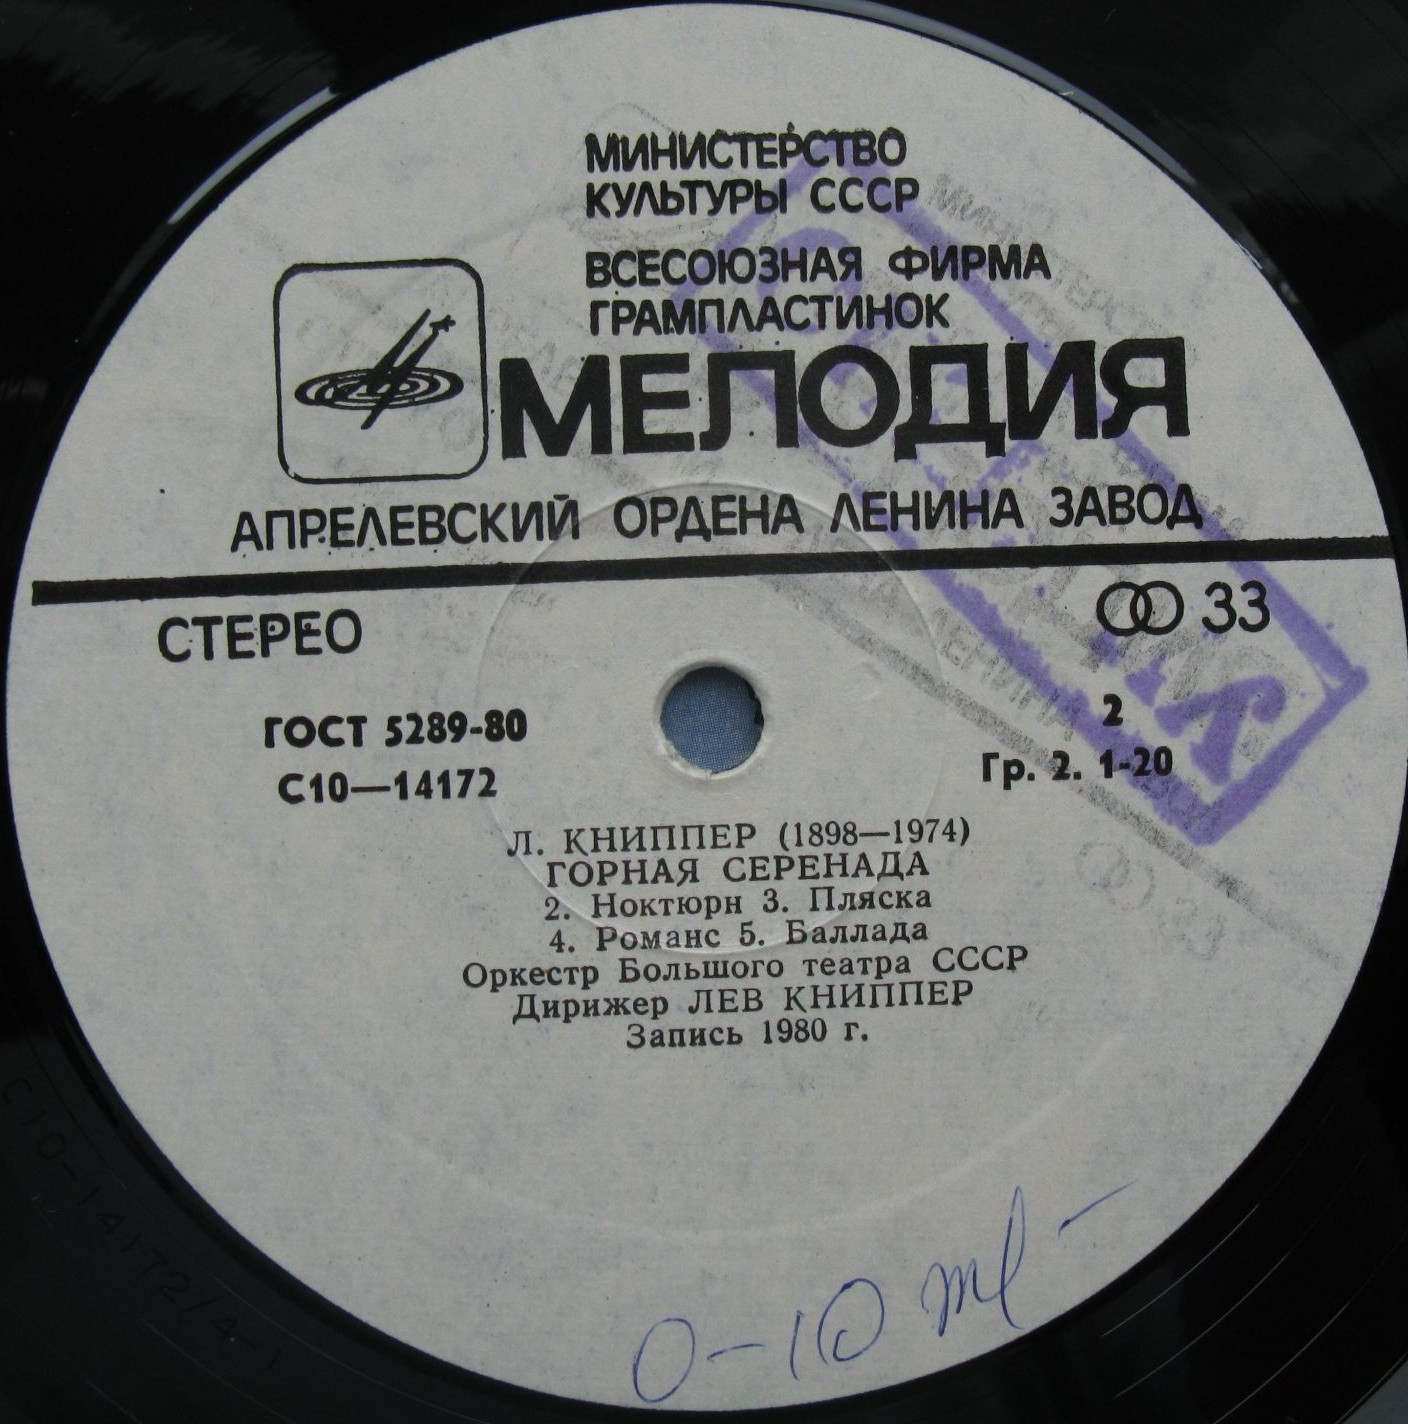 МИНИСТЕРСТВО
КУЛЬТУРЫ СССР
ВСЕСОЮЗНАЯ ФИРМА
ГРАМПЛАСТИНОК
МЕЛОДИЯ
АПРЕЛЕВСКИЙ ОРДЕНА ЛЕНИНА ЗАВОД
СТЕРЕО 33
ГОСТ 5289-80 2
С10—14172 Гр. 2. 1-20
Л. КНИППЕР (1898—1974)
ГОРНАЯ СЕРЕНАДА
2. Ноктюрн 3. Пляска
4. Романс 5. Баллада
Оркестр Большого театра СССР
Дирижер ЛЕВ КНИППЕР
Запись 1980 г.
0-10